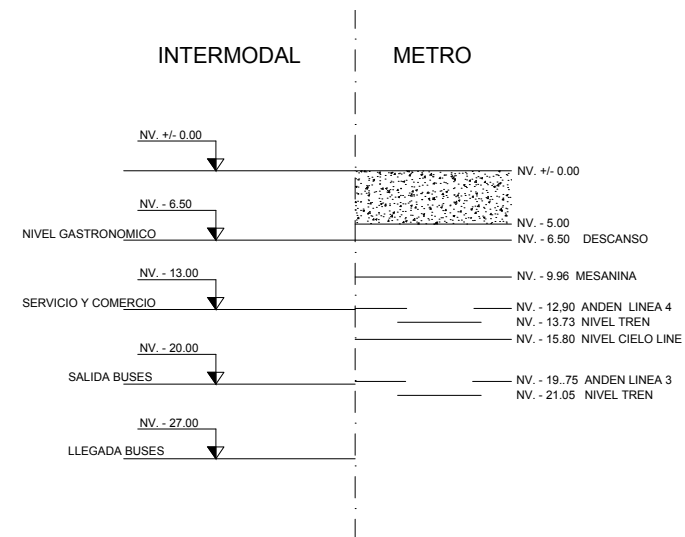 INTERMODAL
METRO
NV. +/- 0.00
NV. +/- 0.00
NV. - 6.50
NV. - 5.00
NIVEL GASTRONOMICO
NV. - 6.50 DESCANSO
NV. - 13.00
NV. - 9.96 MESANINA
SERVICIO Y COMERCIO
NV. - 12,90 ANDEN LINEA 4
NV. - 13.73 NIVEL TREN
NV. - 15.80 NIVEL CIELO LINE
NV. - 20.00
SALIDA BUSES
NV. - 19..75 ANDEN LINEA 3
NV. - 21.05 NIVEL TREN
NV. - 27.00
LLEGADA BUSES